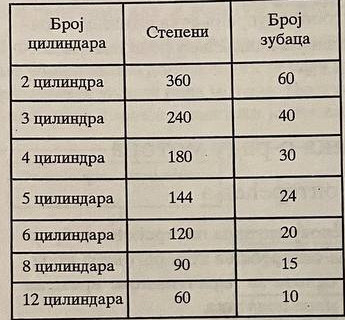 Број цилиндара Степени Број зубаца
2 цилиндра 360 60
3 цилиндра 240 40
4 цилиндра 180 30
5 цилиндара 144 24
6 цилиндара 120 20
8 цилиндара 90 15
12 цилиндара 60 10